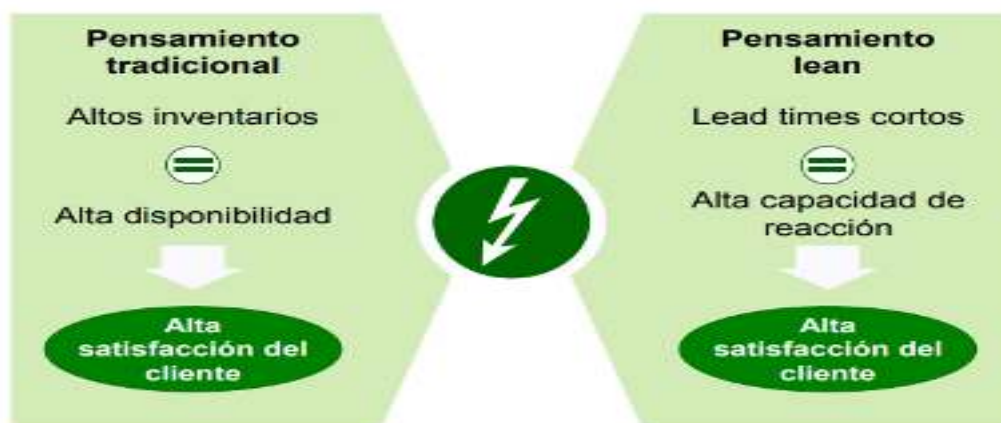 Pensamiento
tradicional
Altos inventarios
=
Alta disponibilidad
Alta
satisfacción del
cliente
Pensamiento
lean
Lead times cortos
=
Alta capacidad de
reacción
Alta
satisfacción del
cliente